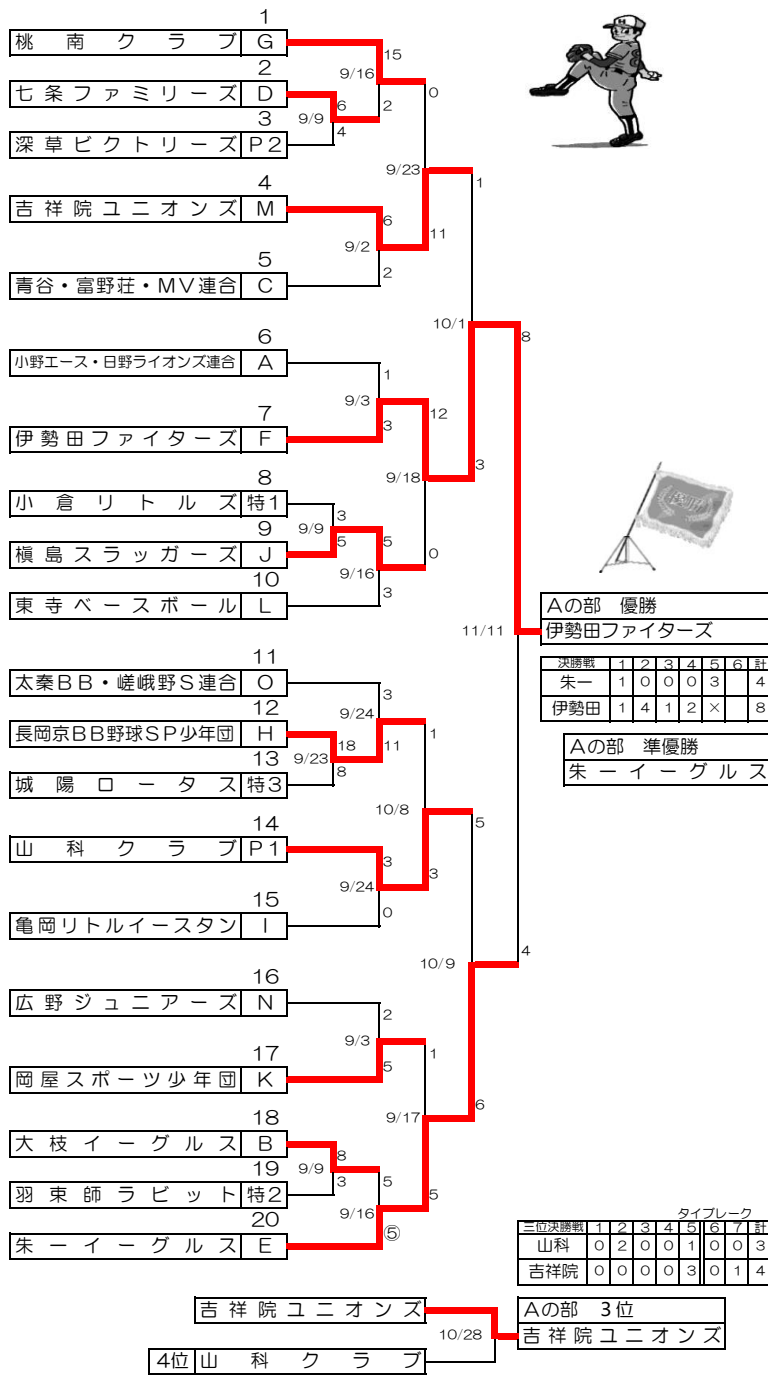 1
桃南クラブ G
15
9/16
0
2
七条ファミリーズ D
6
2
9/9
3
4
深草ビクトリーズ P2
9/23
1
4
吉祥院ユニオンズ M
6
11
9/2
5
2
青谷・富野荘・MV連合 C
10/1
8
6
小野エース・日野ライオンズ連合 A
1
9/3
12
7
3
伊勢田ファイターズ F
3
9/18
8
小倉リトルズ 特1
3
9/9
9
5
5
0
槇島スラッガーズ J
9/16
10
3
東寺ベースボール L
Aの部 優勝
11/11
伊勢田ファイターズ
決勝戦 1 2 3 4 5 6 計
朱一 1 0 0 0 3 4
伊勢田 1 4 1 2 × 8
Aの部 準優勝
朱一イーグルス
11
太秦BB・嵯峨野S連合 O
3
9/24
12
1
長岡京BB野球SP少年団 H
18
11
9/23
13
8
城陽ロータス 特3
10/8
5
14
山科クラブ P1
3
3
9/24
15
0
亀岡リトルイースタン I
4
10/9
16
広野ジュニアーズ N
2
9/3
1
17
5
岡屋スポーツ少年団 K
6
9/17
18
大枝イーグルス B
8
9/9
19
5
3
5
羽束師ラビット 特2
9/16
20
⑤
朱一イーグルス E
タイブレーク
三位決勝戦 1 2 3 4 5 6 7 計
山科 0 2 0 0 1 0 0 3
吉祥院 0 0 0 0 3 0 1 4
吉祥院ユニオンズ
Aの部 3位
10/28
吉祥院ユニオンズ
4位 山科クラブ